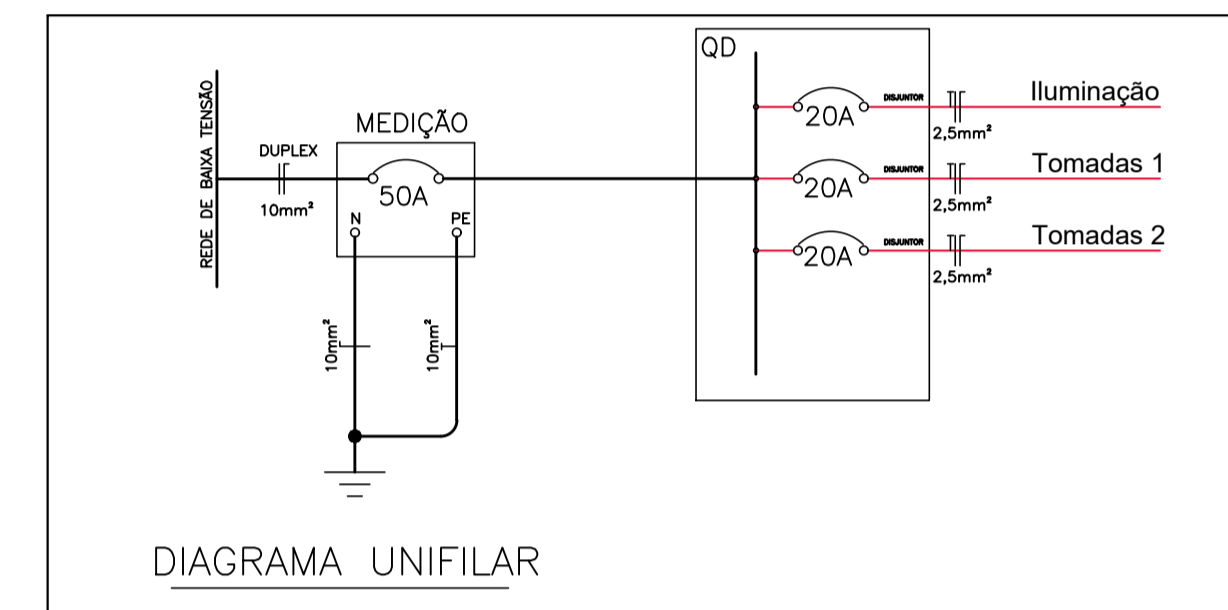 QD
REDE DE BAIXA TENSÃO
DUPLEX
10mm²
MEDIÇÃO
50A
N
PE
10mm²
10mm²
20A
DISJUNTOR
2,5mm²
Iluminação
20A
DISJUNTOR
2,5mm²
Tomadas 1
20A
DISJUNTOR
2,5mm²
Tomadas 2
DIAGRAMA UNIFILAR